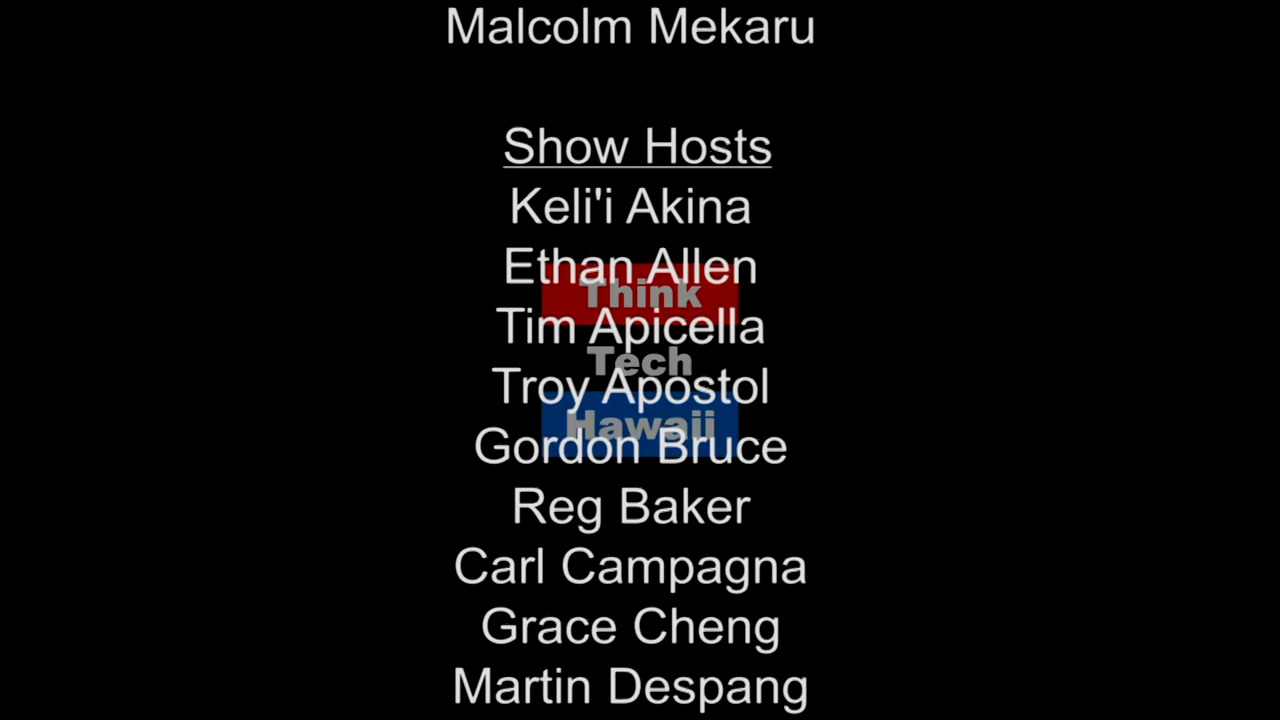 Malcolm Mekaru
Show Hosts
Keli'i Akina
Ethan Allen
Think
Tim Apicella
Tech
Troy Apostol
Hawaii
Gordon Bruce
Reg Baker
Carl Campagna
Grace Cheng
Martin Despang